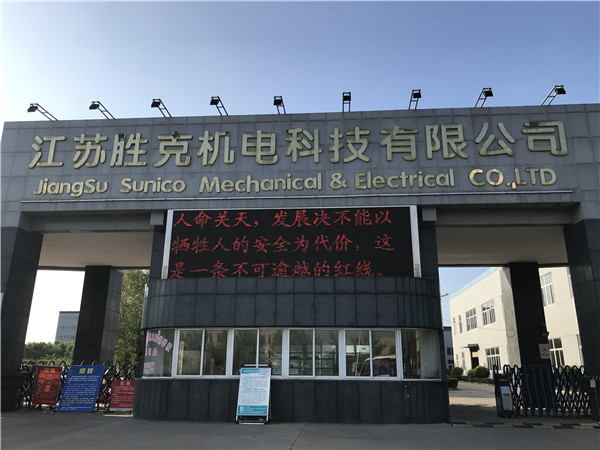 江苏胜克机电科技有限公司
JiangSu Sunico Mechanical & Electrical CO.,LTD
人命关天，发展决不能以
牺牲人的安全为代价，这
是一条不可逾越的红线。